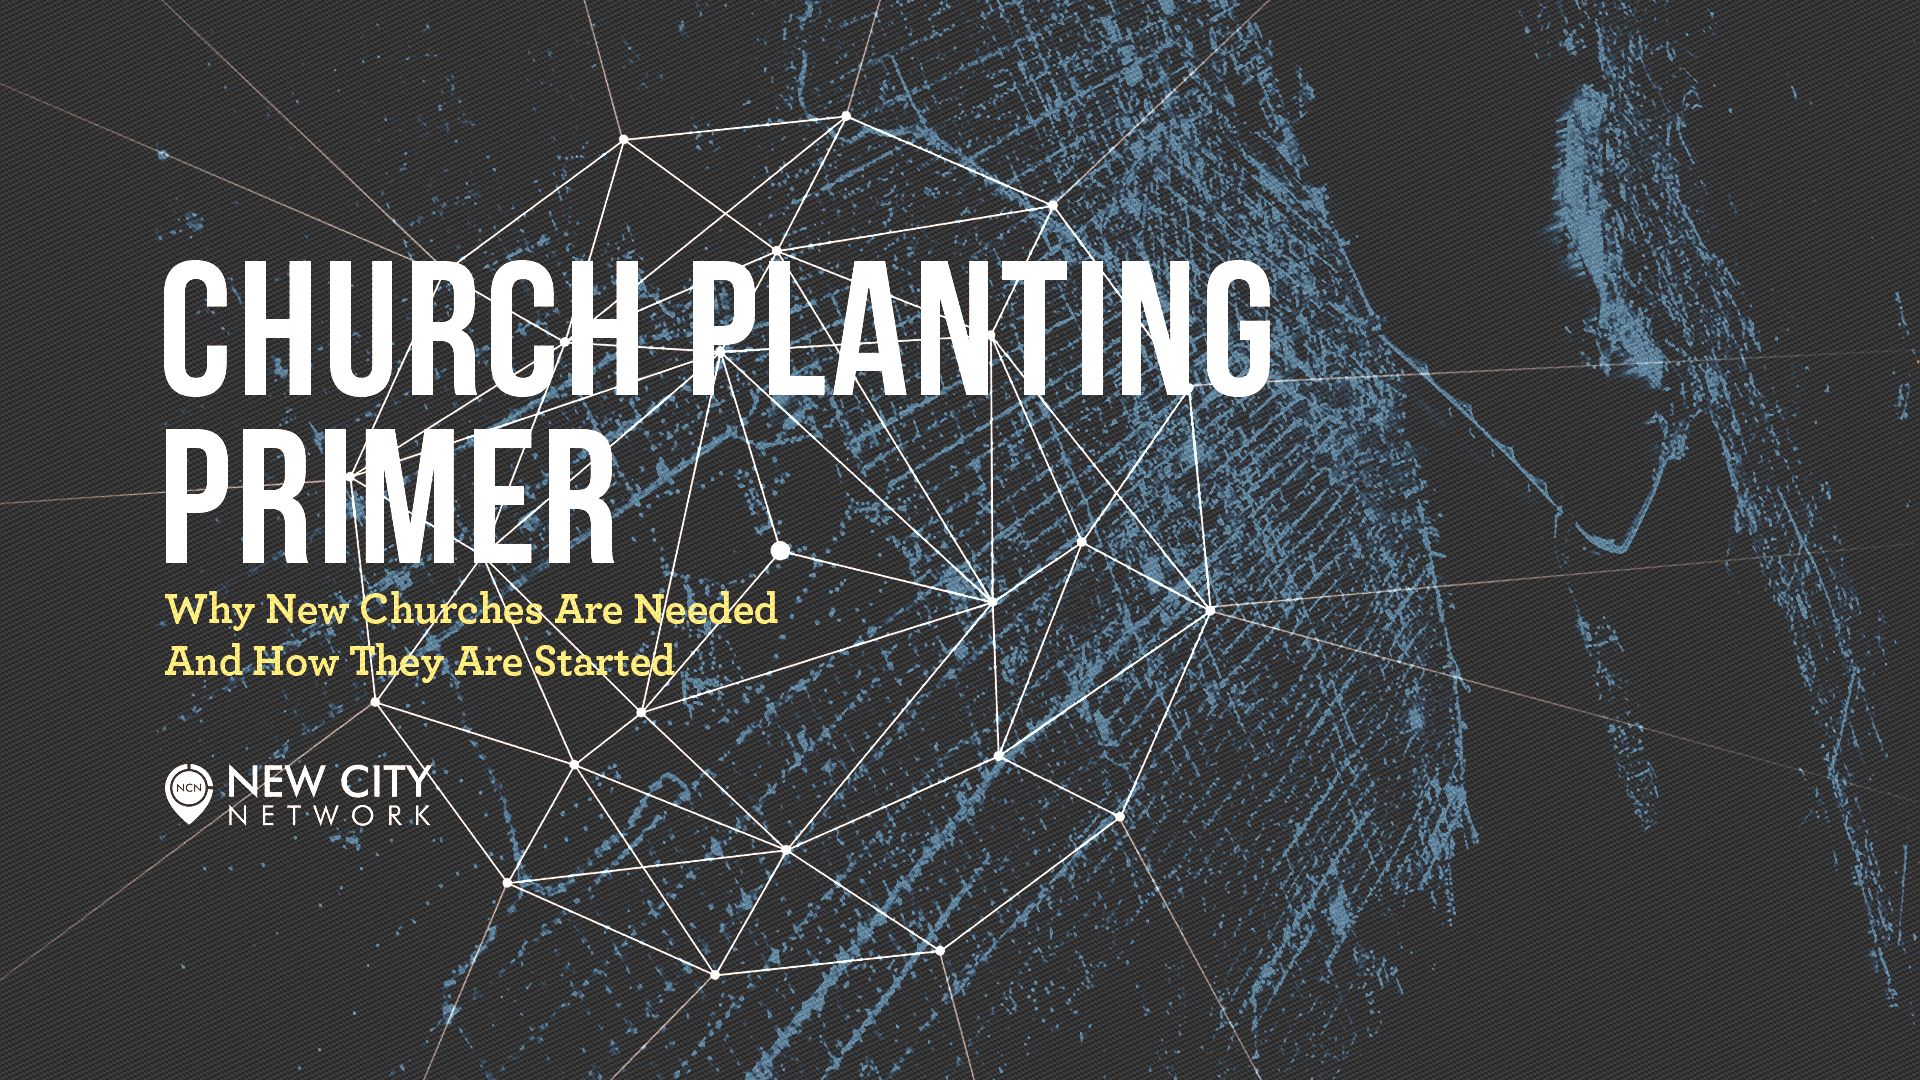 CHURCH PLANTING
PRIMER
Why New Churches Are Needed
And How They Are Started
NCN
NEW CITY
NETWORK